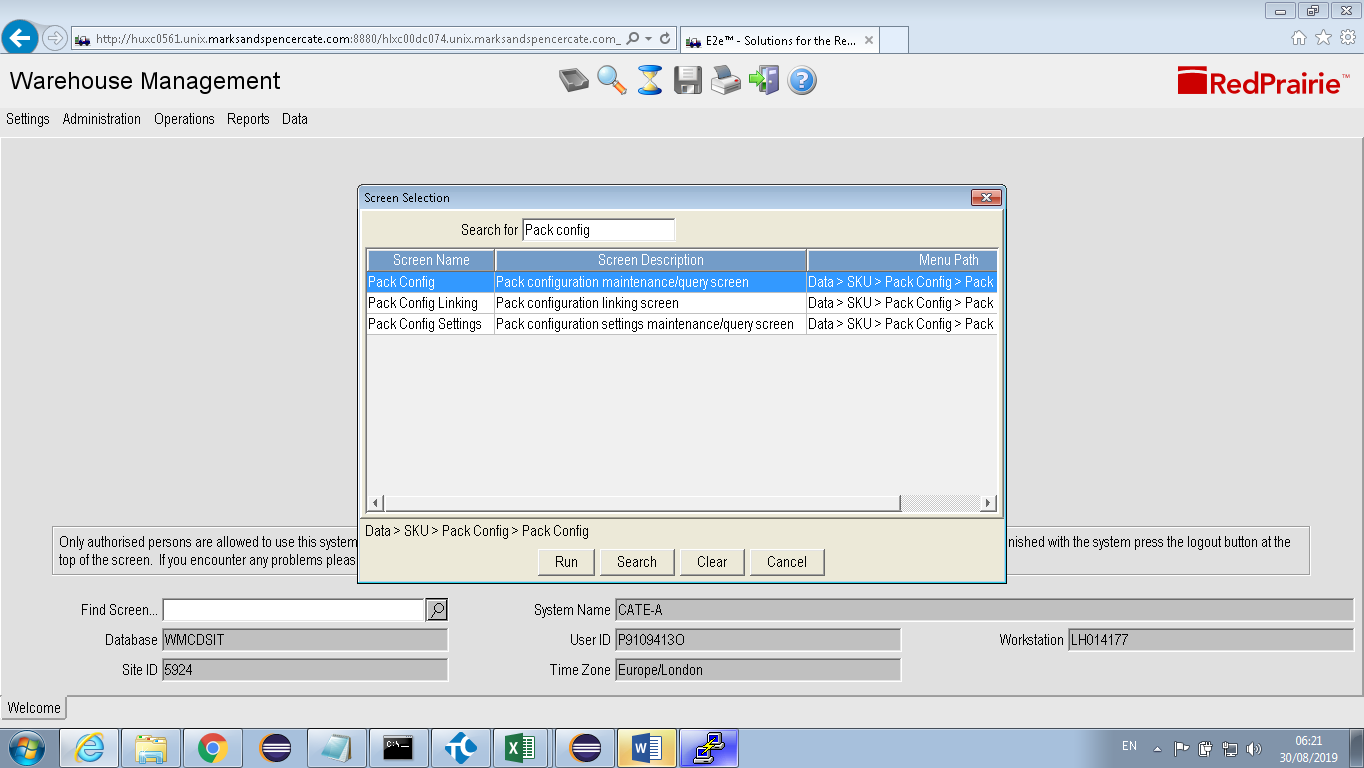 http://huxc0561.unix.marksandspencercate.com:8880/hlxc00dc074.unix.marksandspencercate.com_
E2e™ - Solutions for the Re...
Warehouse Management
RedPrairie™
Settings Administration Operations Reports Data
Screen Selection
Search for Pack config
Screen Name Screen Description Menu Path
Pack Config Pack configuration maintenance/query screen Data > SKU > Pack Config > Pack
Pack Config Linking Pack configuration linking screen Data > SKU > Pack Config > Pack
Pack Config Settings Pack configuration settings maintenance/query screen Data > SKU > Pack Config > Pack
Data > SKU > Pack Config > Pack Config
Run Search Clear Cancel
Only authorised persons are allowed to use this system nished with the system press the logout button at the
top of the screen. If you encounter any problems pleas
Find Screen... System Name CATE-A
Database WMCDSIT User ID P9109413O Workstation LH014177
Site ID 5924 Time Zone Europe/London
Welcome
C:\_
EN 06:21
30/08/2019